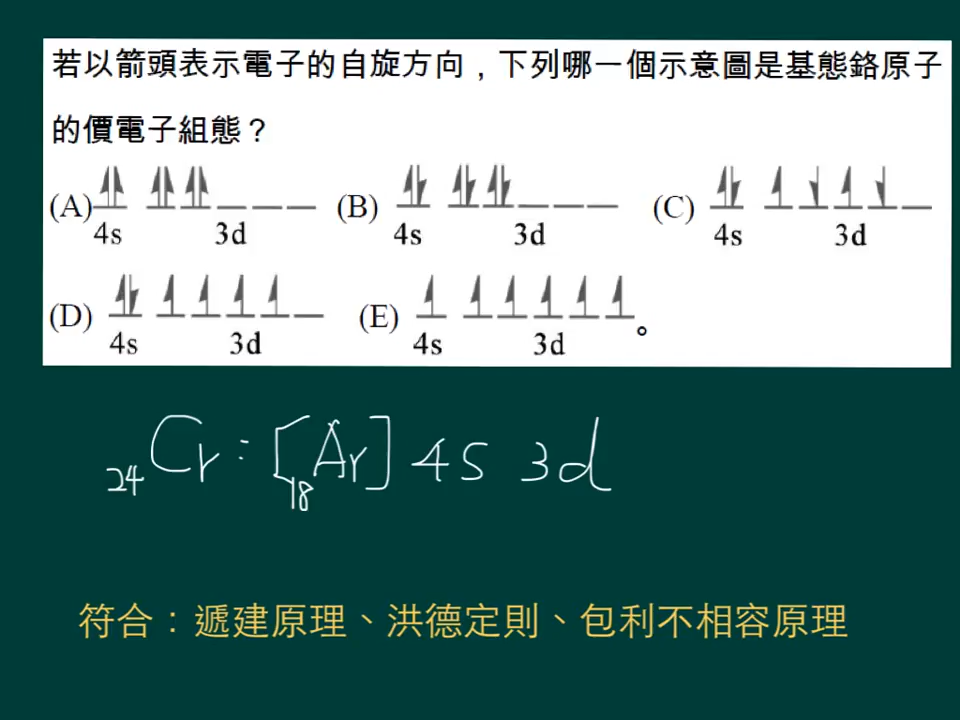 若以箭頭表示電子的自旋方向，下列哪一個示意圖是基態鉻原子
的價電子組態？
(A) (B) (C)
4s 3d 4s 3d 4s 3d
(D) (E) 。
4s 3d 4s 3d
₂₄Cr：[₁₈Ar] 4s 3d
符合：遞建原理、洪德定則、包利不相容原理